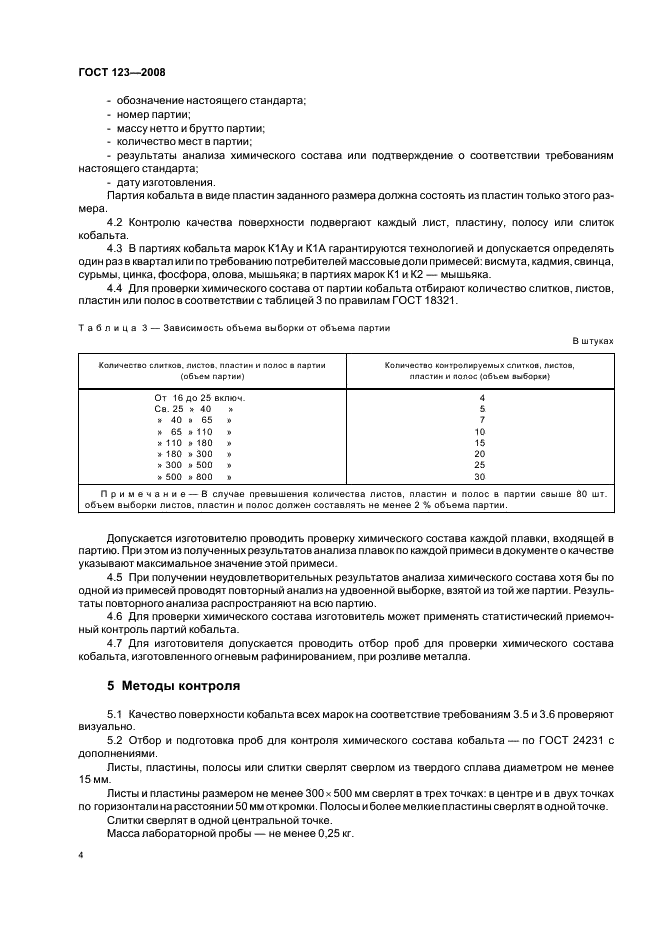 ГОСТ 123—2008
- обозначение настоящего стандарта;
- номер партии;
- массу нетто и брутто партии;
- количество мест в партии;
- результаты анализа химического состава или подтверждение о соответствии требованиям
настоящего стандарта;
- дату изготовления.
Партия кобальта в виде пластин заданного размера должна состоять из пластин только этого раз-
мера.
4.2 Контролю качества поверхности подвергают каждый лист, пластину, полосу или слиток
кобальта.
4.3 В партиях кобальта марок К1Ау и К1А гарантируются технологией и допускается определять
один раз в квартал или по требованию потребителей массовые доли примесей: висмута, кадмия, свинца,
сурьмы, цинка, фосфора, олова, мышьяка; в партиях марок К1 и К2 — мышьяка.
4.4 Для проверки химического состава от партии кобальта отбирают количество слитков, листов,
пластин или полос в соответствии с таблицей 3 по правилам ГОСТ 18321.
Таблица 3 — Зависимость объема выборки от объема партии
В штуках
Количество слитков, листов, пластин и полос в партии
(объем партии)
Количество контролируемых слитков, листов,
пластин и полос (объем выборки)
От 16 до 25 включ. 4
Св. 25 » 40 » 5
» 40 » 65 » 7
» 65 » 110 » 10
» 110 » 180 » 15
» 180 » 300 » 20
» 300 » 500 » 25
» 500 » 800 » 30
Примечание — В случае превышения количества листов, пластин и полос в партии свыше 80 шт.
объем выборки листов, пластин и полос должен составлять не менее 2 % объема партии.
Допускается изготовителю проводить проверку химического состава каждой плавки, входящей в
партию. При этом из полученных результатов анализа плавок по каждой примеси в документе о качестве
указывают максимальное значение этой примеси.
4.5 При получении неудовлетворительных результатов анализа химического состава хотя бы по
одной из примесей проводят повторный анализ на удвоенной выборке, взятой из той же партии. Резуль-
таты повторного анализа распространяют на всю партию.
4.6 Для проверки химического состава изготовитель может применять статистический приемоч-
ный контроль партий кобальта.
4.7 Для изготовителя допускается проводить отбор проб для проверки химического состава
кобальта, изготовленного огневым рафинированием, при розливе металла.
5 Методы контроля
5.1 Качество поверхности кобальта всех марок на соответствие требованиям 3.5 и 3.6 проверяют
визуально.
5.2 Отбор и подготовка проб для контроля химического состава кобальта — по ГОСТ 24231 с
дополнениями.
Листы, пластины, полосы или слитки сверлят сверлом из твердого сплава диаметром не менее
15 мм.
Листы и пластины размером не менее 300 × 500 мм сверлят в трех точках: в центре и в двух точках
по горизонтали на расстоянии 50 мм от кромки. Полосы и более мелкие пластины сверлят в одной точке.
Слитки сверлят в одной центральной точке.
Масса лабораторной пробы — не менее 0,25 кг.
4